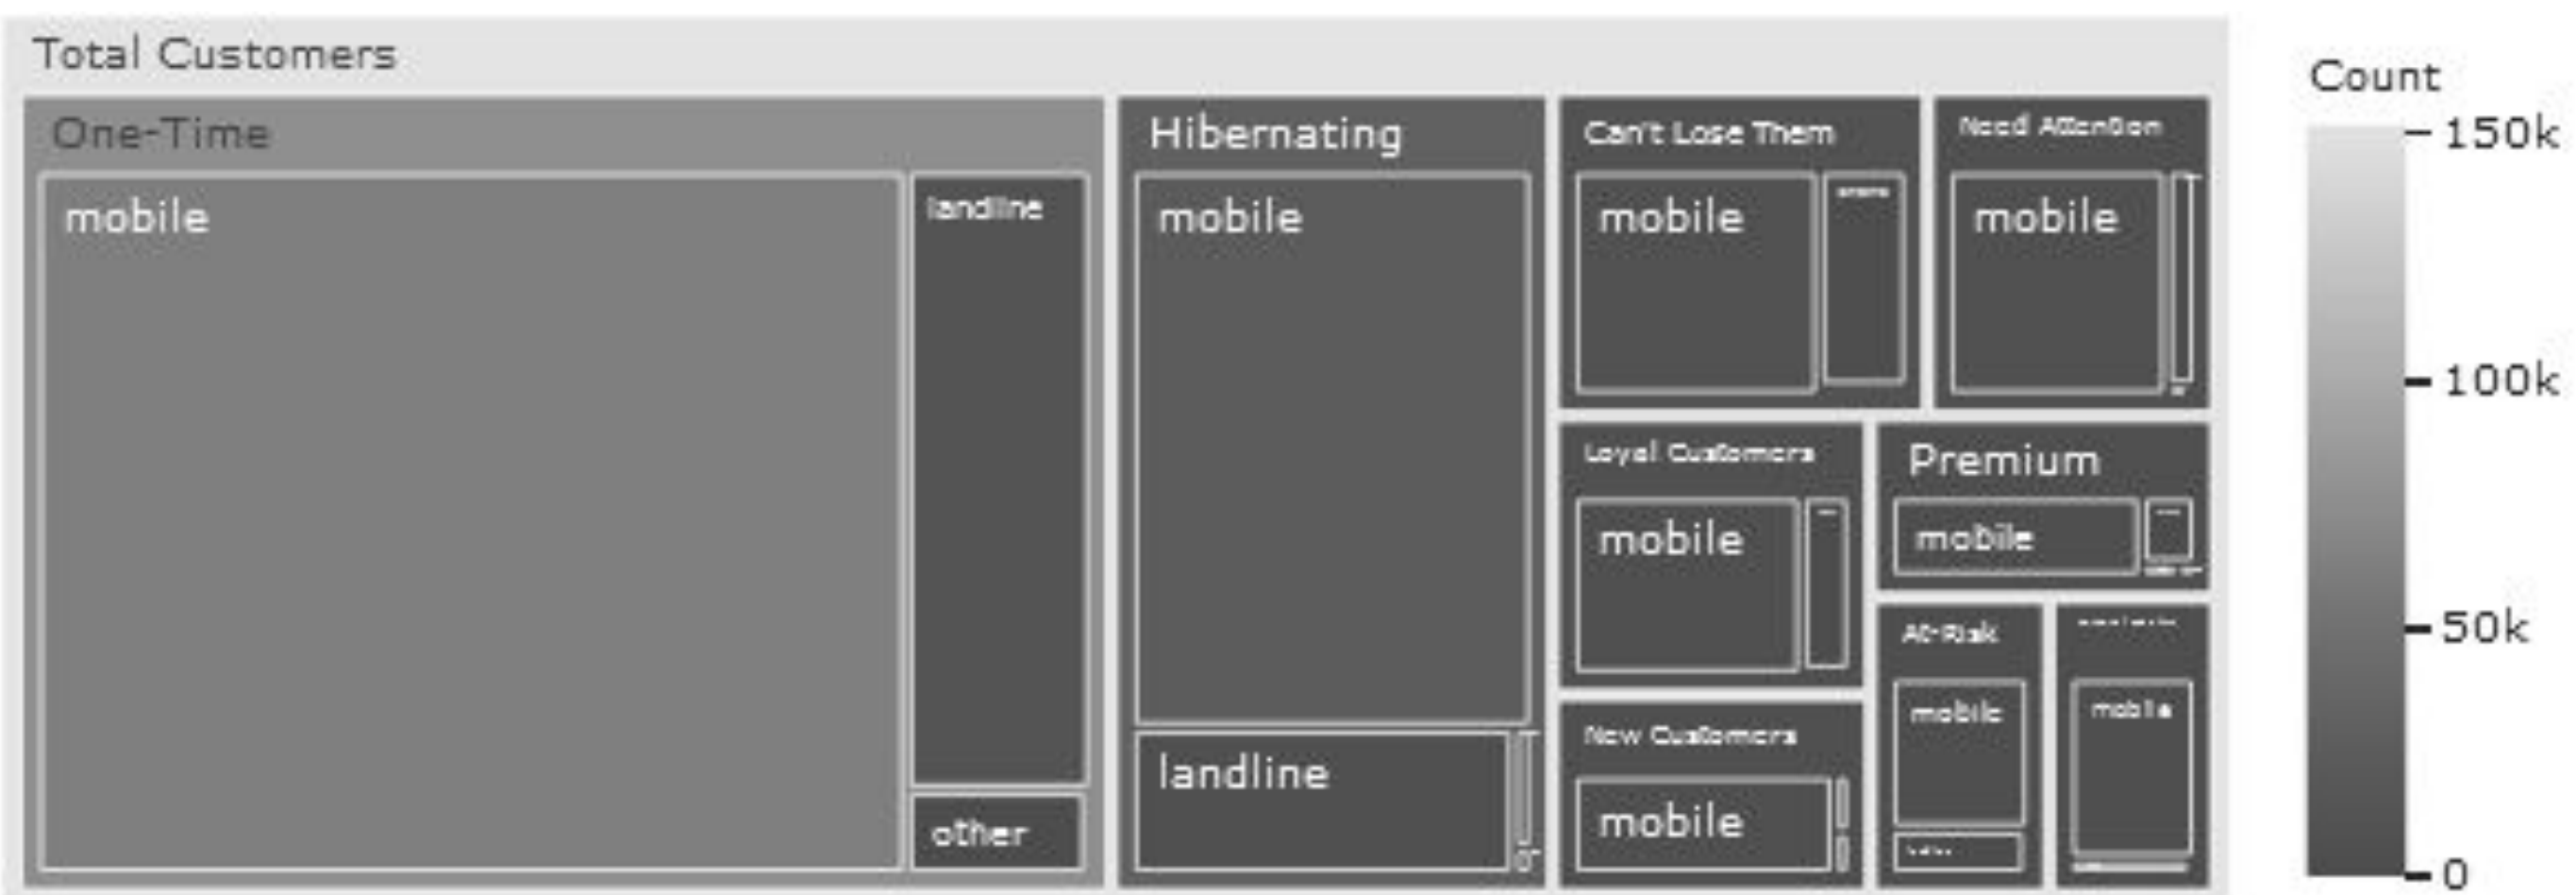 Total Customers
One-Time
mobile
landline
other
Hibernating
mobile
landline
Can't Lose Them
mobile
Need Attention
mobile
Loyal Customers
mobile
Premium
mobile
New Customers
mobile
At-Risk
mobile
mobile
Count
150k
100k
50k
0